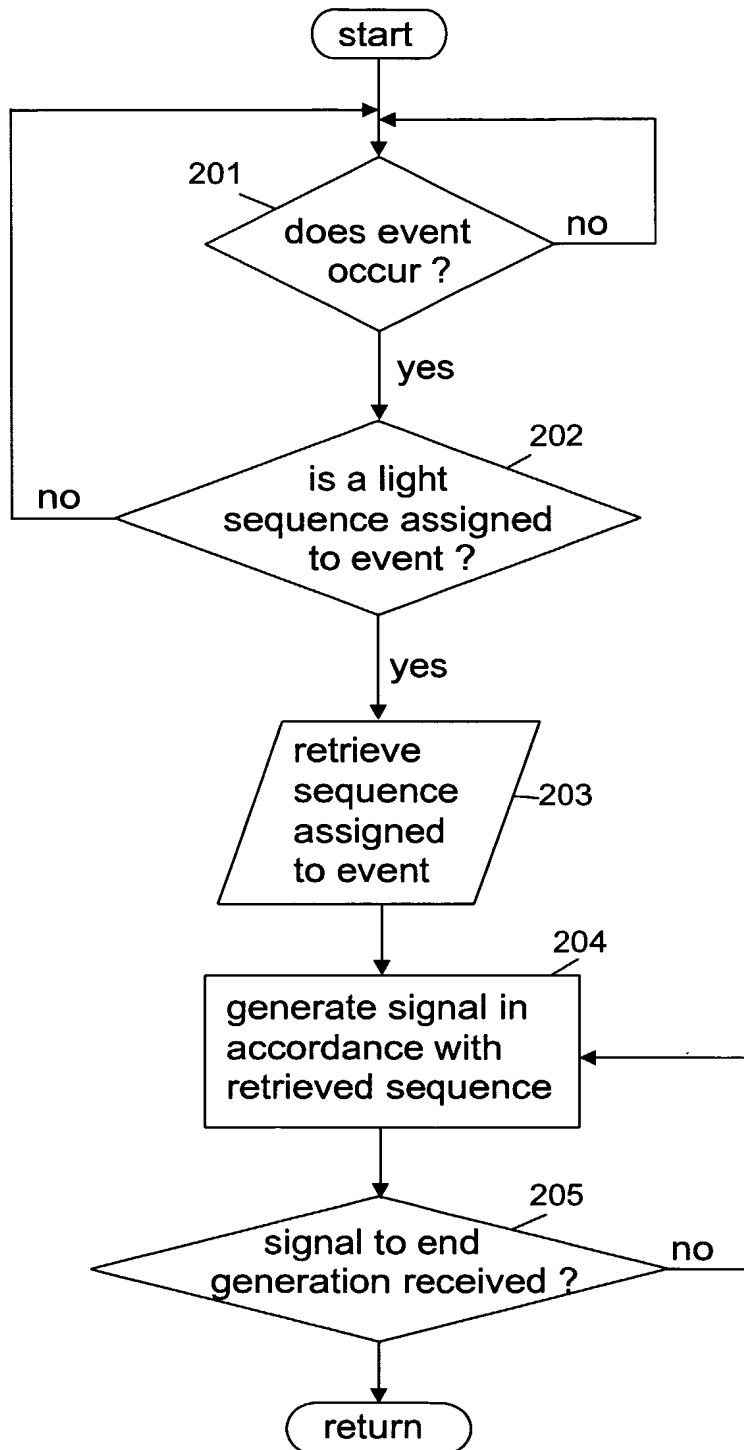 start
201
does event
occur ?
no
yes
202
is a light
sequence assigned
to event ?
no
yes
retrieve
sequence
assigned
to event
203
204
generate signal in
accordance with
retrieved sequence
205
signal to end
generation received ?
no
return